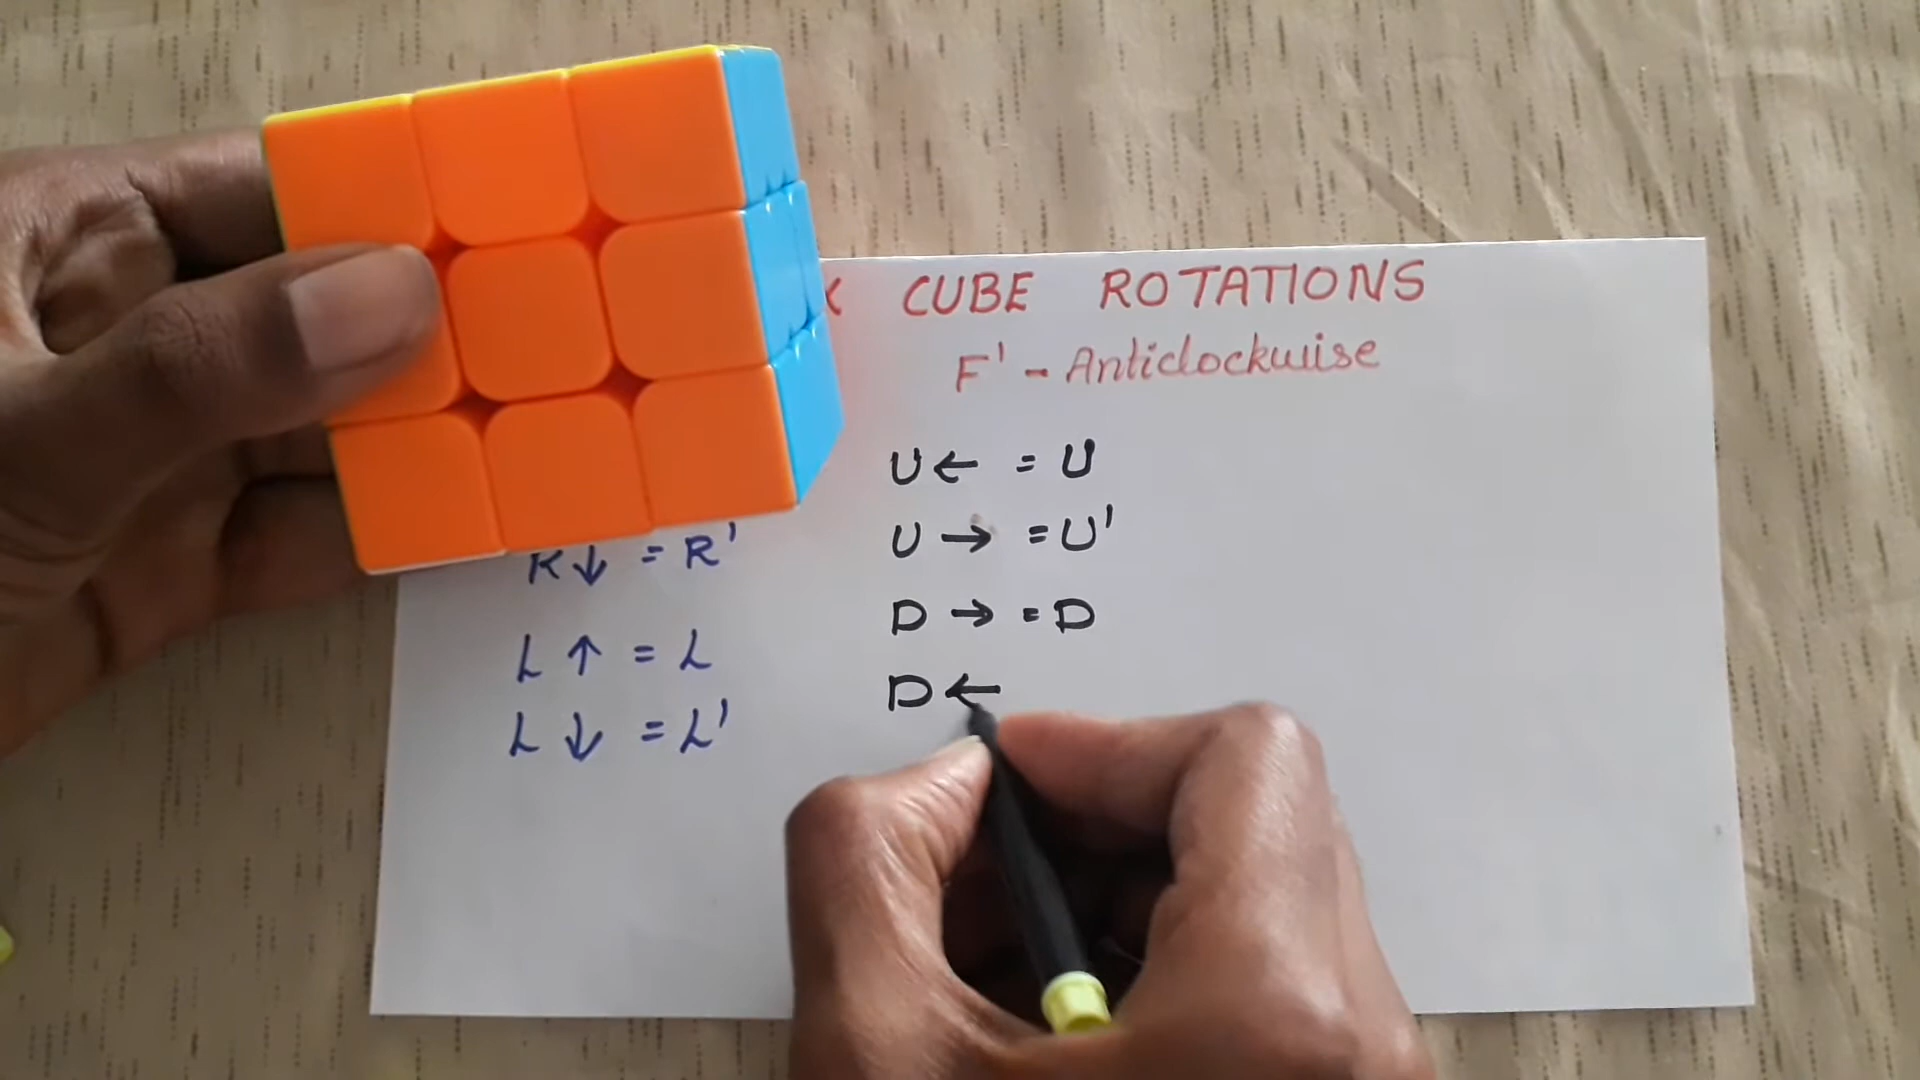 CUBE ROTATIONS
F' - Anticlockwise
R↓ = R'
L ↑ = L
L ↓ = L'
U← = U
U → = U'
D → = D
D←